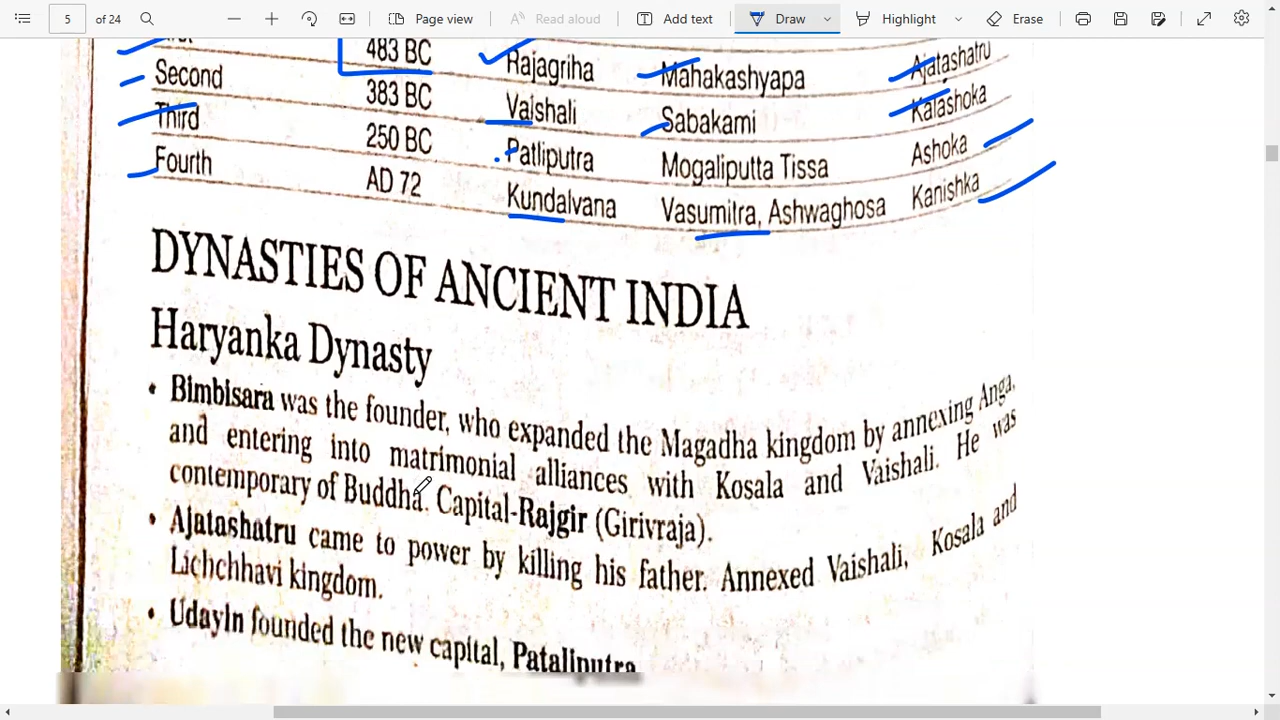 5 of 24 Page view Read aloud Add text Draw Highlight Erase
483 BC Rajagriha Mahakashyapa Ajatashatru
Second 383 BC Vaishali Sabakami Kalashoka
Third 250 BC Patliputra Mogaliputta Tissa Ashoka
Fourth AD 72 Kundalvana Vasumitra, Ashwaghosa Kanishka
DYNASTIES OF ANCIENT INDIA
Haryanka Dynasty
• Bimbisara was the founder, who expanded the Magadha kingdom by annexing Anga,
and entering into matrimonial alliances with Kosala and Vaishali. He was
contemporary of Buddha. Capital-Rajgir (Girivraja).
• Ajatashatru came to power by killing his father. Annexed Vaishali, Kosala and
Lichchhavi kingdom.
• Udayin founded the new capital, Pataliputra